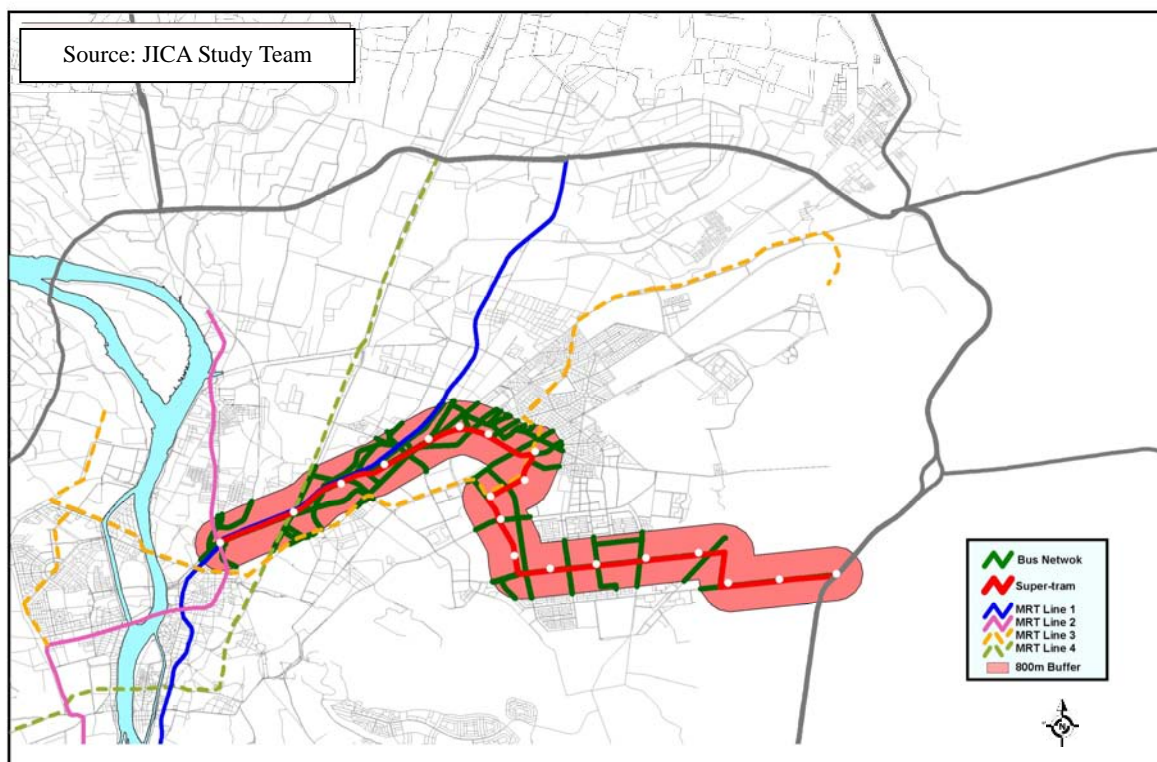 Source: JICA Study Team
Bus Netwok
Super-tram
MRT Line 1
MRT Line 2
MRT Line 3
MRT Line 4
800m Buffer
N